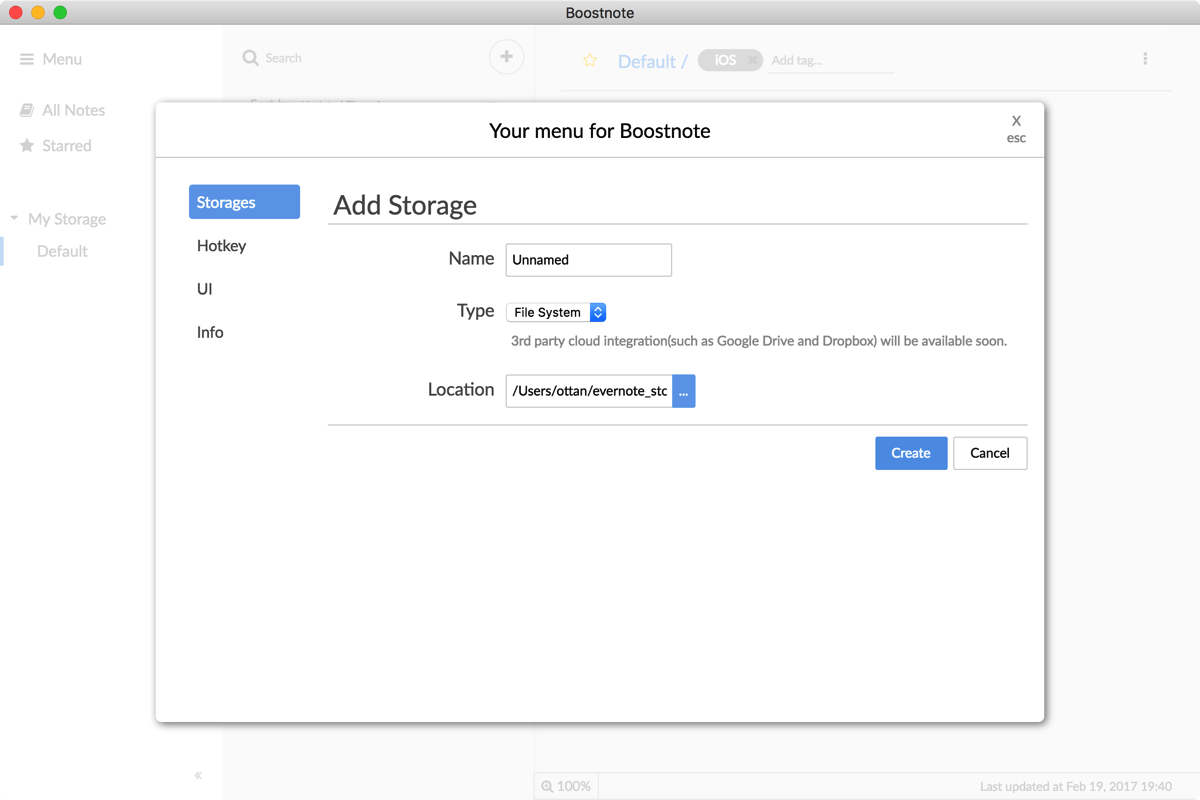 Boostnote
Menu
Search
Default /
iOS
Add tag...
All Notes
Starred
My Storage
Default
Your menu for Boostnote
X
esc
Storages
Hotkey
UI
Info
Add Storage
Name
Unnamed
Type
File System
3rd party cloud integration(such as Google Drive and Dropbox) will be available soon.
Location
/Users/ottan/evernote_stc
...
Create
Cancel
100%
Last updated at Feb 19, 2017 19:40